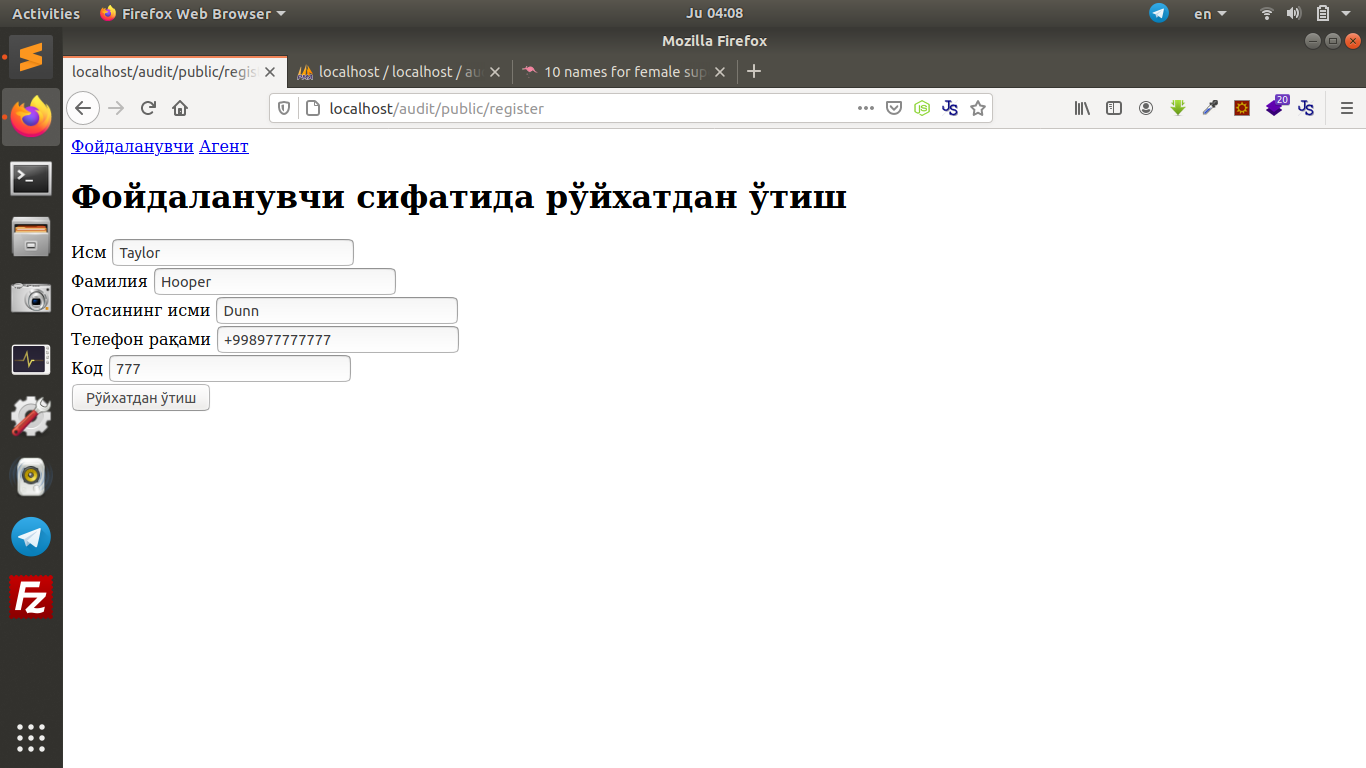 Activities Firefox Web Browser Ju 04:08 en
Mozilla Firefox
localhost/audit/public/regis localhost / localhost / au 10 names for female sup
localhost/audit/public/register JS 20 JS
Фойдаланувчи Агент
Фойдаланувчи сифатида рўйхатдан ўтиш
Исм Taylor
Фамилия Hooper
Отасининг исми Dunn
Телефон рақами +998977777777
Код 777
Рўйхатдан ўтиш
Fz